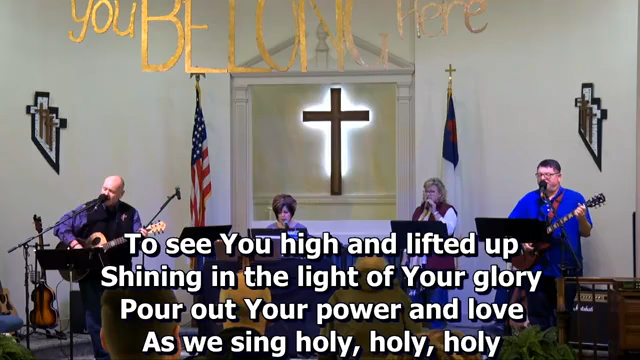 you BELONG Here
To see You high and lifted up
Shining in the light of Your glory
Pour out Your power and love
As we sing holy, holy, holy
Marshall